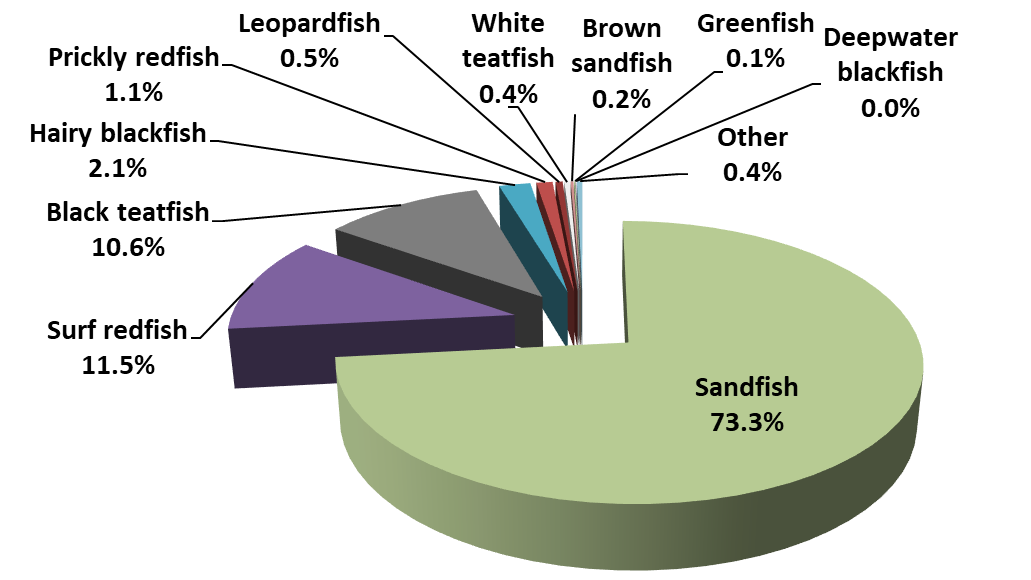 Leopardfish
0.5%
White
teatfish
0.4%
Brown
sandfish
0.2%
Greenfish
0.1%
Deepwater
blackfish
0.0%
Prickly redfish
1.1%
Hairy blackfish
2.1%
Other
0.4%
Black teatfish
10.6%
Surf redfish
11.5%
Sandfish
73.3%